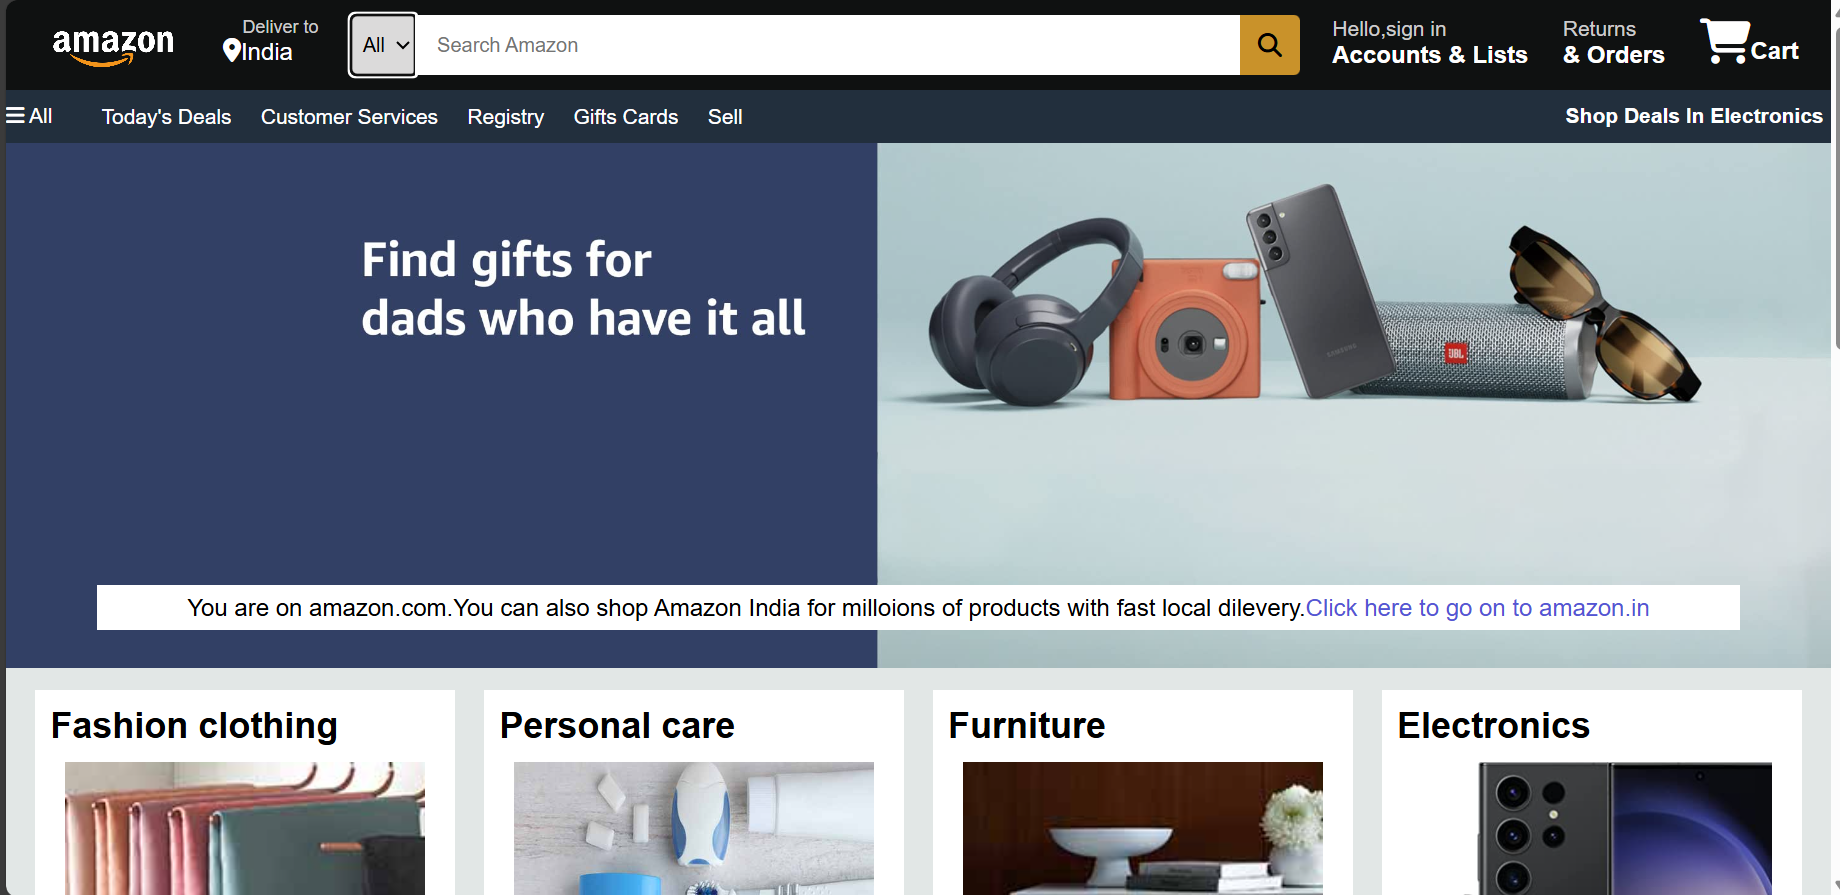 amazon
Deliver to
India
All
Search Amazon
Hello,sign in
Accounts & Lists
Returns
& Orders
Cart
All
Today's Deals
Customer Services
Registry
Gifts Cards
Sell
Shop Deals In Electronics
Find gifts for
dads who have it all
SAMSUNG
JBL
You are on amazon.com.You can also shop Amazon India for milloions of products with fast local dilevery.Click here to go on to amazon.in
Fashion clothing
Personal care
Furniture
Electronics